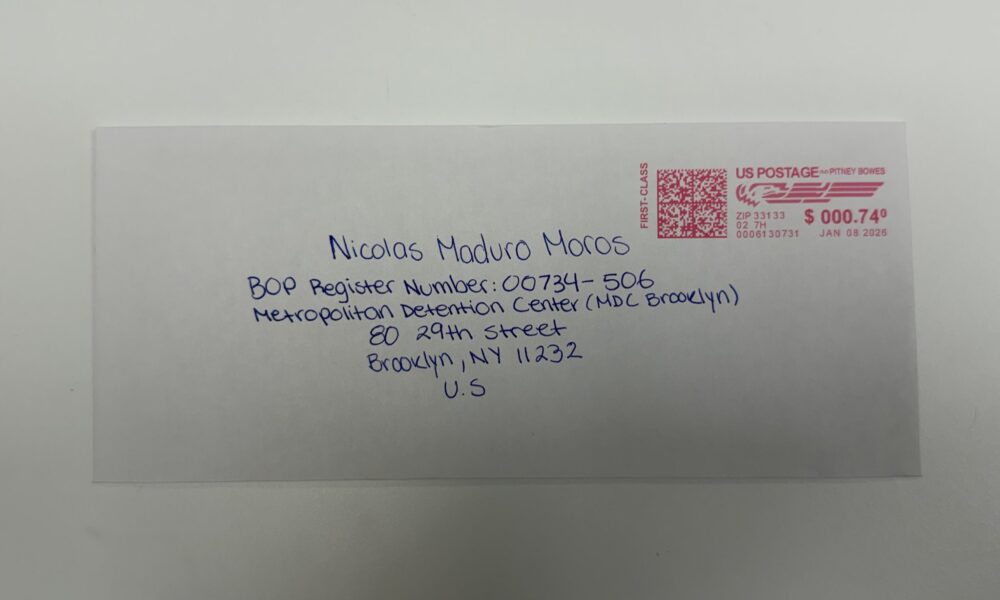 FIRST-CLASS
US POSTAGE PITNEY BOWES
ZIP 33133
02 7H
0006130731
$ 000.74⁰
JAN 08 2026
Nicolas Maduro Moros
BOP Register Number: 00734-506
Metropolitan Detention Center (MDC Brooklyn)
80 29th Street
Brooklyn, NY 11232
U.S